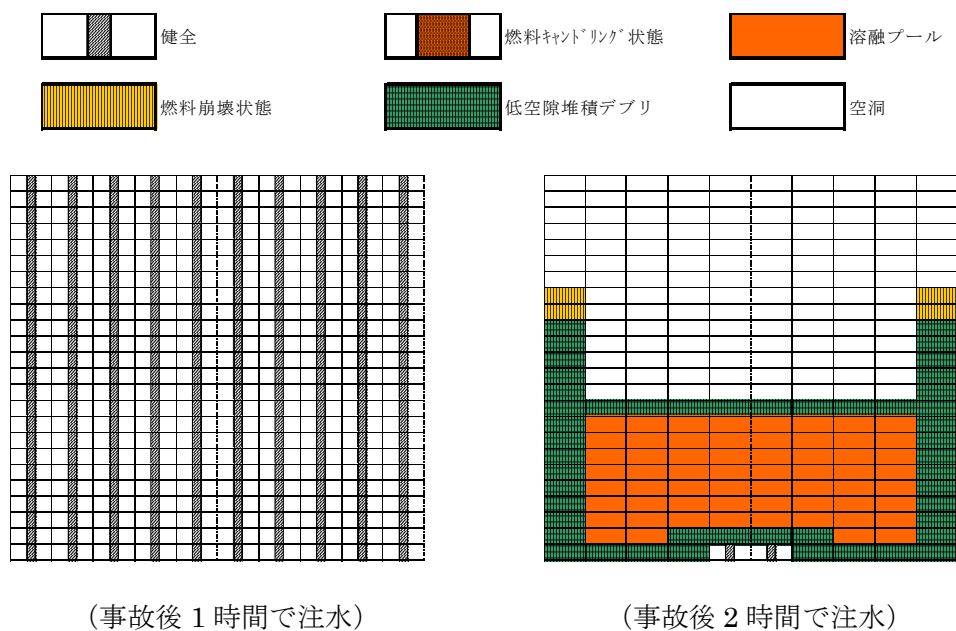 健全
燃料ｷｬﾝﾄﾞﾘﾝｸﾞ状態
溶融プール
燃料崩壊状態
低空隙堆積デブリ
空洞
（事故後 1 時間で注水）
（事故後 2 時間で注水）